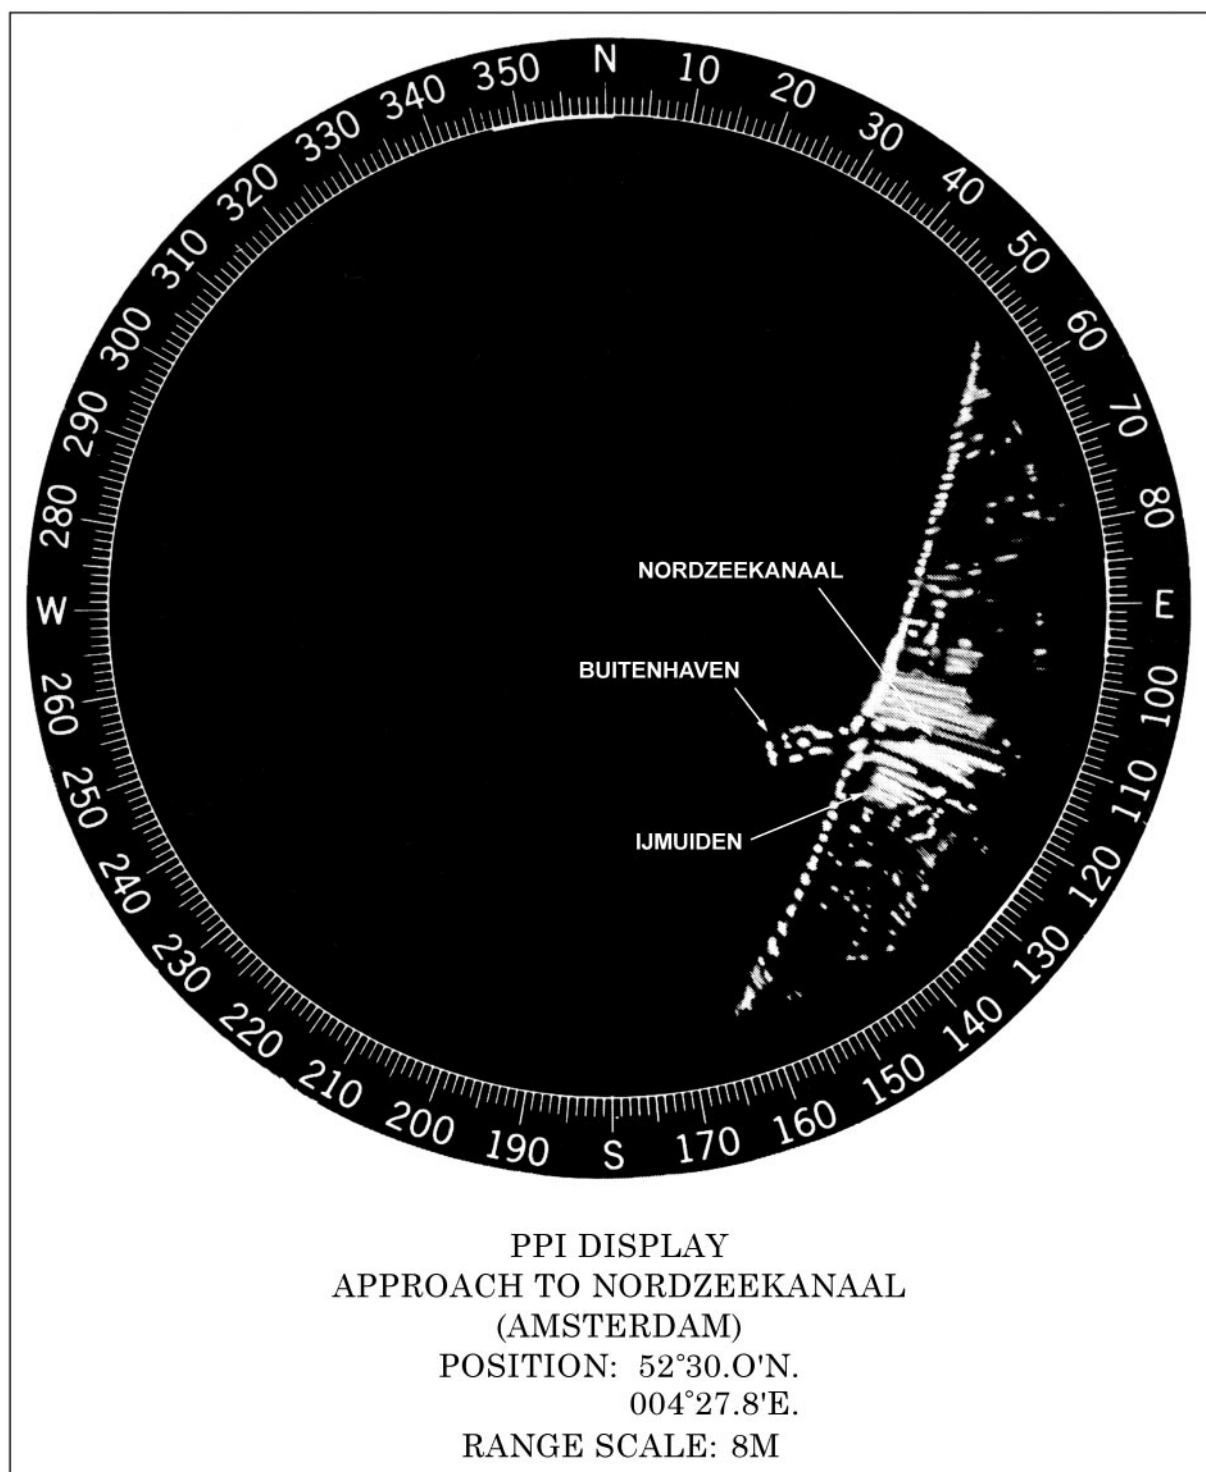 N
10
20
30
40
50
60
70
80
E
100
110
120
130
140
150
160
170
S
190
200
210
220
230
240
250
260
W
280
290
300
310
320
330
340
350
NORDZEEKANAAL
BUITENHAVEN
IJMUIDEN
PPI DISPLAY
APPROACH TO NORDZEEKANAAL
(AMSTERDAM)
POSITION: 52°30.O'N.
004°27.8'E.
RANGE SCALE: 8M